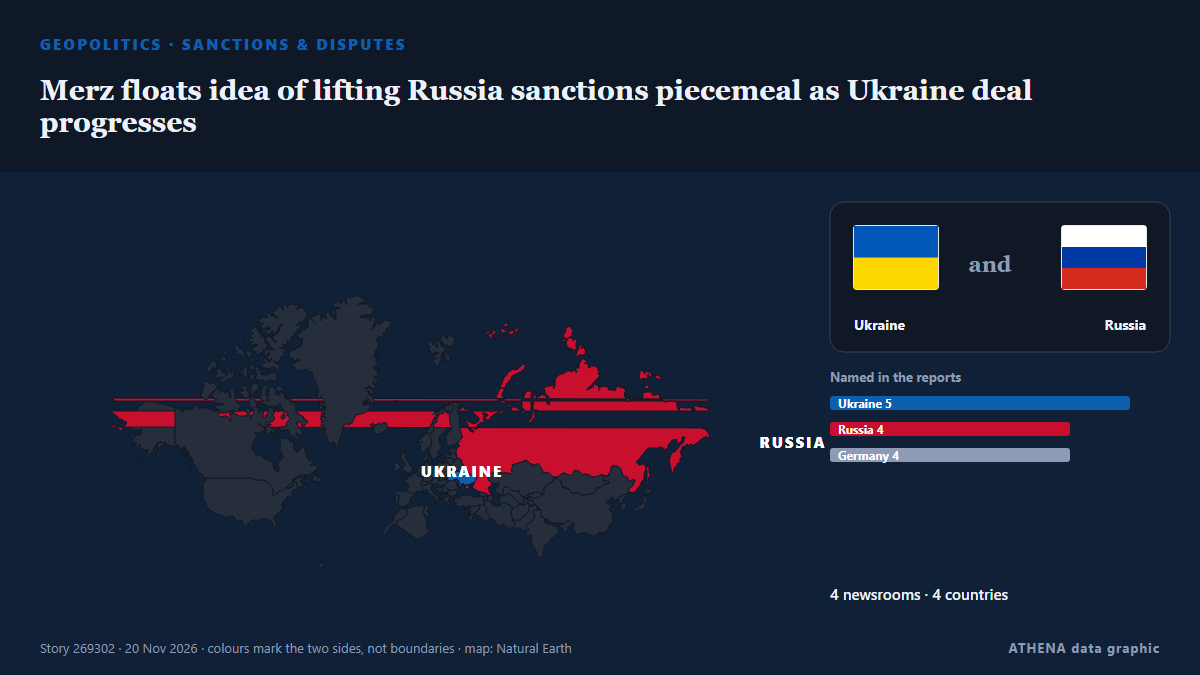 GEOPOLITICS · SANCTIONS & DISPUTES
Merz floats idea of lifting Russia sanctions piecemeal as Ukraine deal
progresses
and
Ukraine
Russia
Named in the reports
Ukraine 5
Russia 4
Germany 4
RUSSIA
UKRAINE
4 newsrooms · 4 countries
Story 269302 · 20 Nov 2026 · colours mark the two sides, not boundaries · map: Natural Earth
ATHENA data graphic